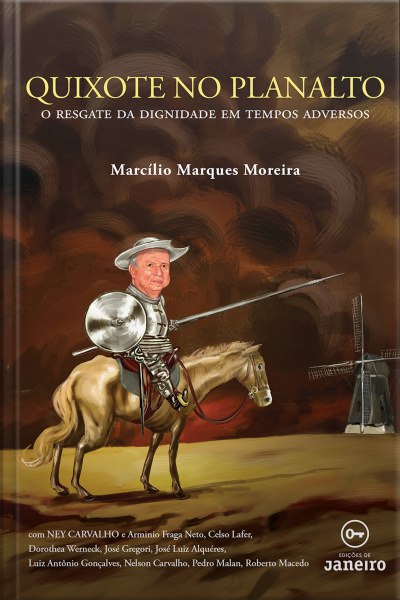 QUIXOTE NO PLANALTO
O RESGATE DA DIGNIDADE EM TEMPOS ADVERSOS
Marcílio Marques Moreira
com NEY CARVALHO e Armínio Fraga Neto, Celso Lafer,
Dorothea Werneck, José Gregori, José Luiz Alquéres,
Luiz Antônio Gonçalves, Nelson Carvalho, Pedro Malan, Roberto Macedo
EDIÇÕES DE
JANEIRO